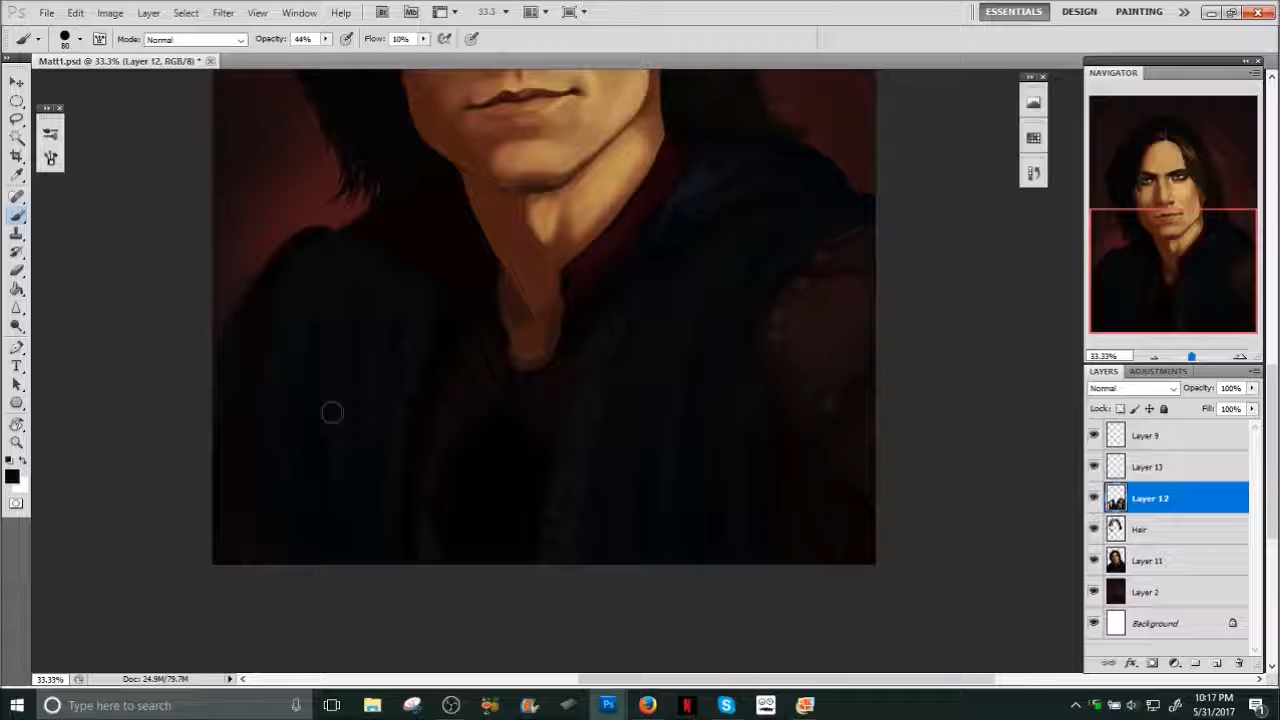 Ps File Edit Image Layer Select Filter View Window Help Br Mb 33.3 ESSENTIALS DESIGN PAINTING
80 Mode: Normal Opacity: 44% Flow: 10%
Matt1.psd @ 33.3% (Layer 12, RGB/8) *
NAVIGATOR
33.33%
LAYERS ADJUSTMENTS
Normal Opacity: 100%
Lock: Fill: 100%
Layer 9
Layer 13
Layer 12
Hair
Layer 11
Layer 2
Background
33.33% Doc: 24.9M/79.7M
Type here to search
10:17 PM
5/31/2017